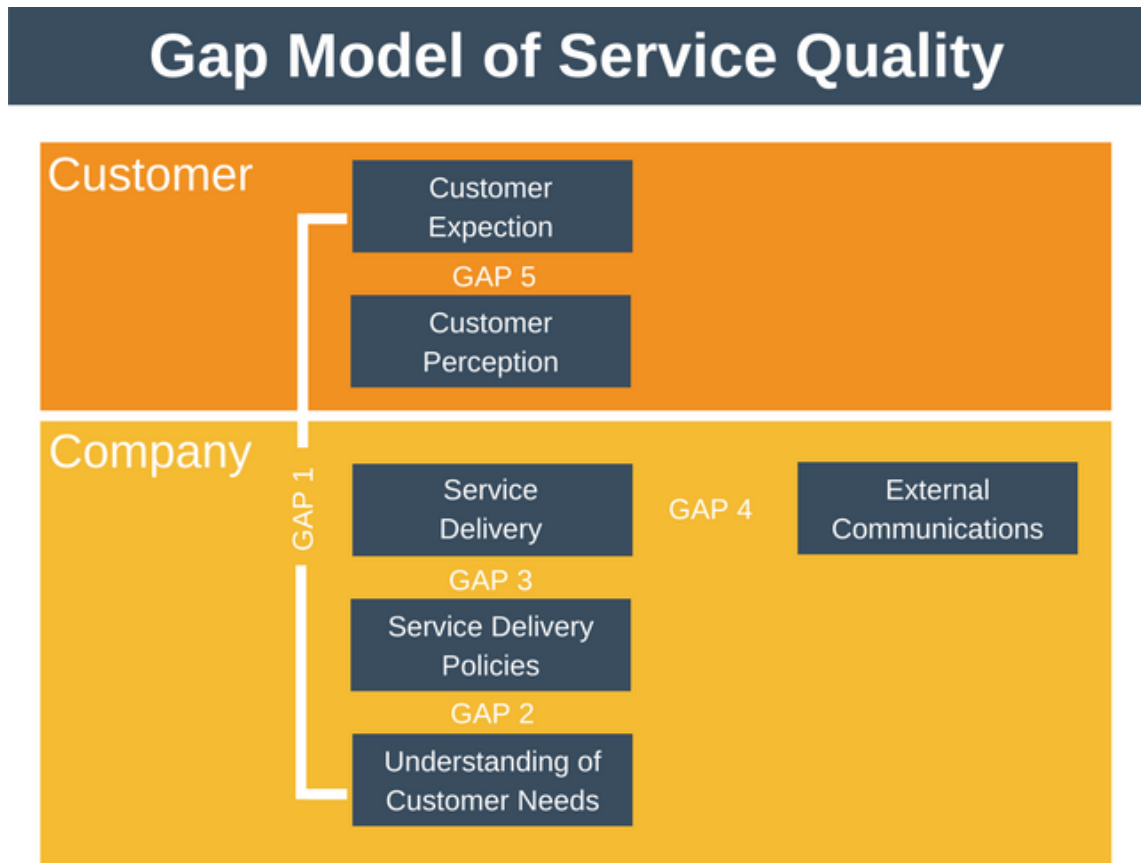 Gap Model of Service Quality
Customer
Customer
Expection
GAP 5
Customer
Perception
Company
GAP 1
Service
Delivery
GAP 4
External
Communications
GAP 3
Service Delivery
Policies
GAP 2
Understanding of
Customer Needs